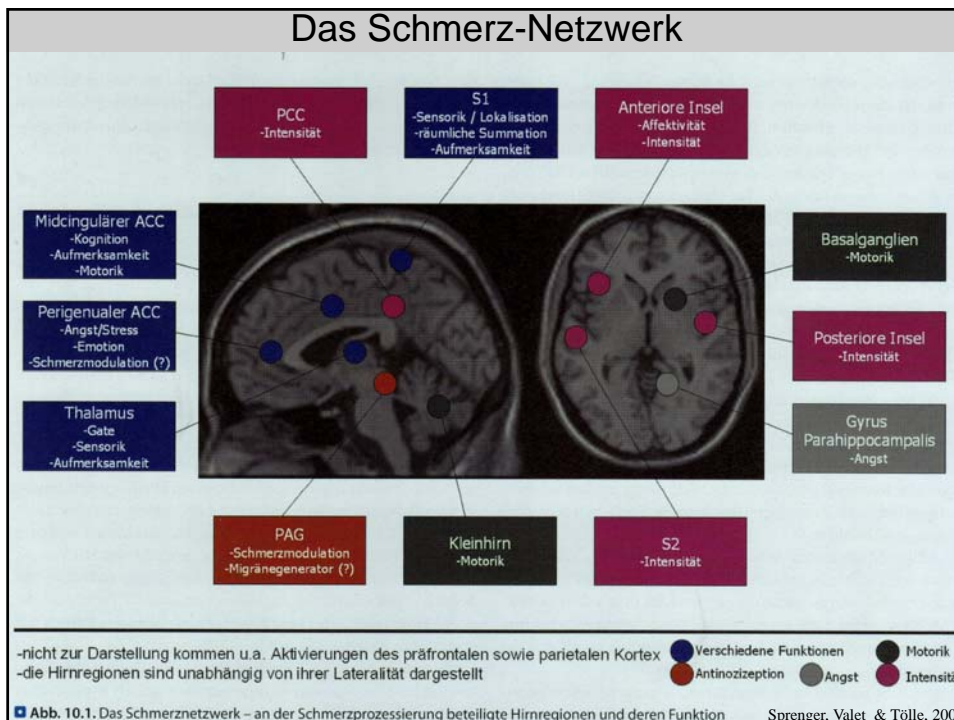 Das Schmerz-Netzwerk
PCC
-Intensität
S1
-Sensorik / Lokalisation
-räumliche Summation
-Aufmerksamkeit
Anteriore Insel
-Affektivität
-Intensität
Midcingulärer ACC
-Kognition
-Aufmerksamkeit
-Motorik
Perigenualer ACC
-Angst/Stress
-Emotion
-Schmerzmodulation (?)
Thalamus
-Gate
-Sensorik
-Aufmerksamkeit
Basalganglien
-Motorik
Posteriore Insel
-Intensität
Gyrus
Parahippocampalis
-Angst
PAG
-Schmerzmodulation
-Migränegenerator (?)
Kleinhirn
-Motorik
S2
-Intensität
-nicht zur Darstellung kommen u.a. Aktivierungen des präfrontalen sowie parietalen Kortex
-die Hirnregionen sind unabhängig von ihrer Lateralität dargestellt
Verschiedene Funktionen
Motorik
Antinozizeption
Angst
Intensitä
Abb. 10.1. Das Schmerznetzwerk – an der Schmerzprozessierung beteiligte Hirnregionen und deren Funktion
Sprenger, Valet & Tölle, 200